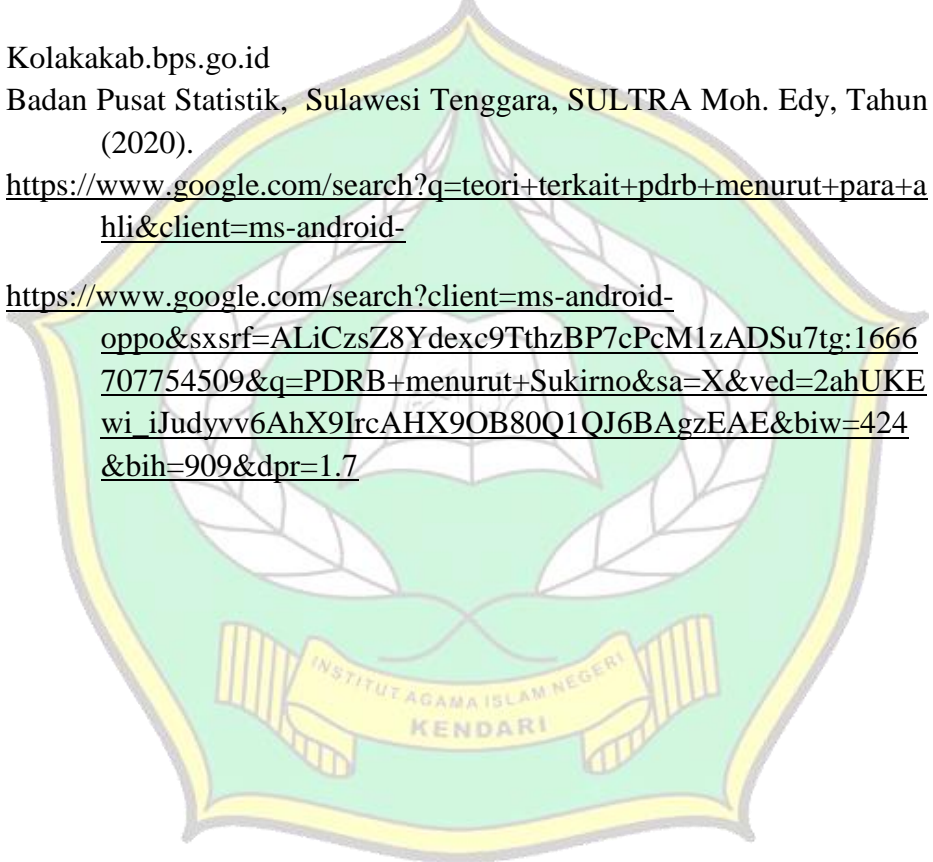 Kolakakab.bps.go.id
Badan Pusat Statistik, Sulawesi Tenggara, SULTRA Moh. Edy, Tahun
(2020).
https://www.google.com/search?q=teori+terkait+pdrb+menurut+para+a
hli&client=ms-android-
https://www.google.com/search?client=ms-android-
oppo&sxsrf=ALiCzsZ8Ydexc9TthzBP7cPcM1zADSu7tg:1666
707754509&q=PDRB+menurut+Sukirno&sa=X&ved=2ahUKE
wi_iJudyvv6AhX9IrcAHX9OB80Q1QJ6BAgzEAE&biw=424
&bih=909&dpr=1.7
INSTITUT AGAMA ISLAM NEGERI
KENDARI